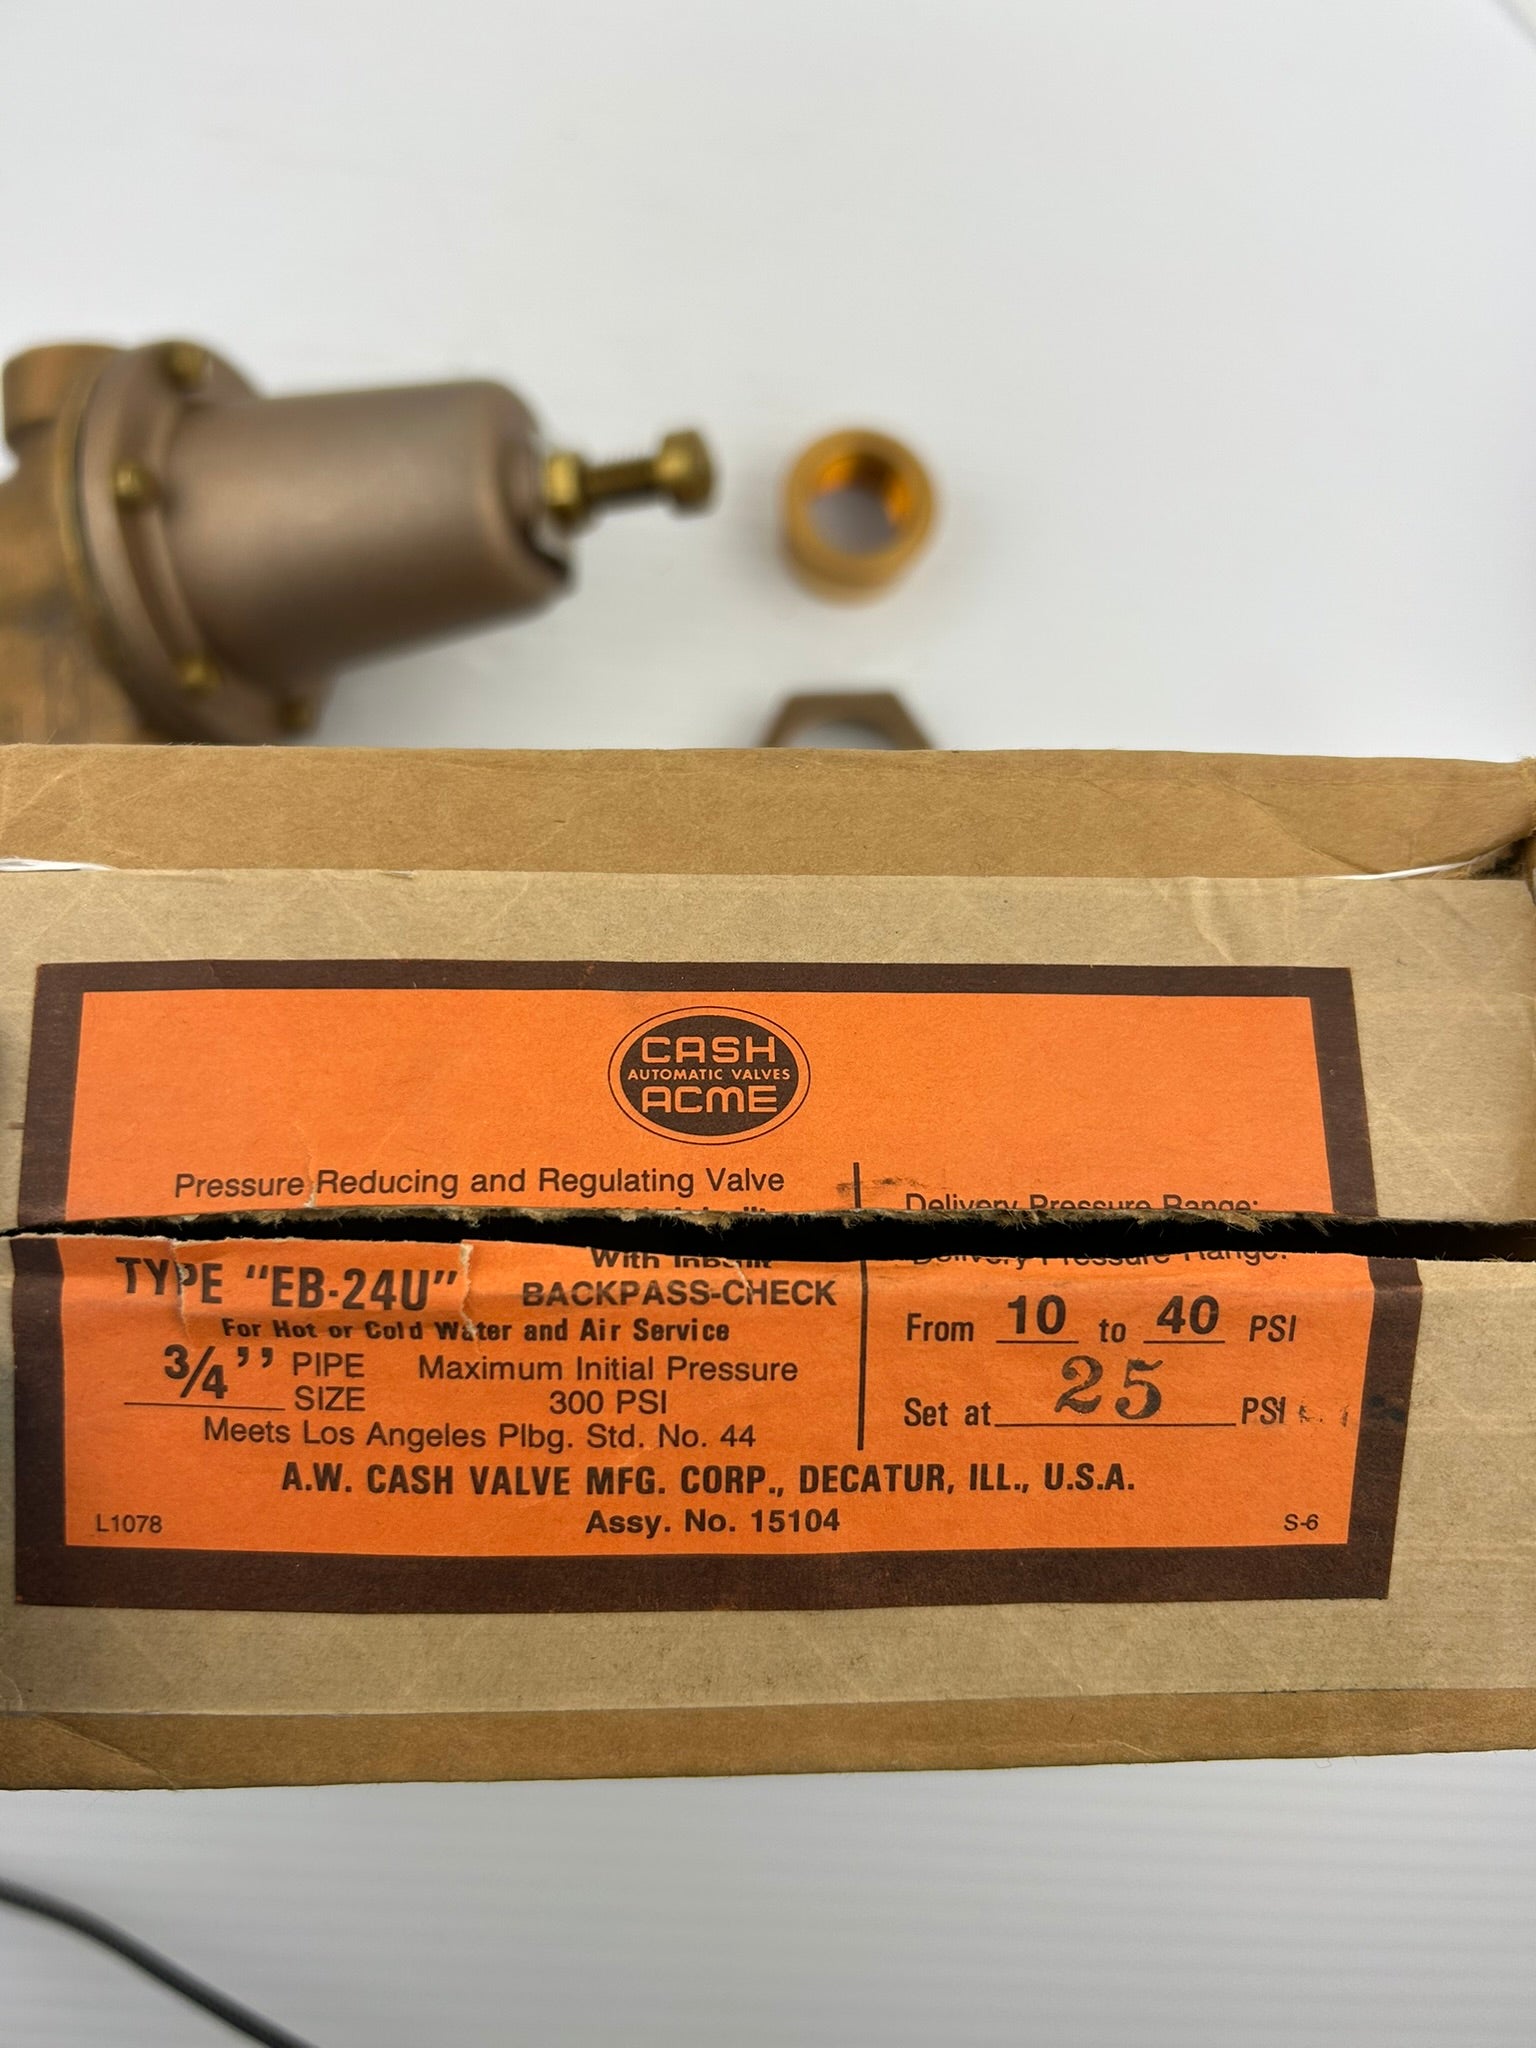 CASH
AUTOMATIC VALVES
ACME
Pressure Reducing and Regulating Valve
TYPE "EB-24U"
With Inbuilt
BACKPASS-CHECK
For Hot or Cold Water and Air Service
3/4" PIPE
SIZE
Maximum Initial Pressure
300 PSI
Meets Los Angeles Plbg. Std. No. 44
Delivery Pressure Range:
From 10 to 40 PSI
Set at 25 PSI
A.W. CASH VALVE MFG. CORP., DECATUR, ILL., U.S.A.
L1078
Assy. No. 15104
S-6